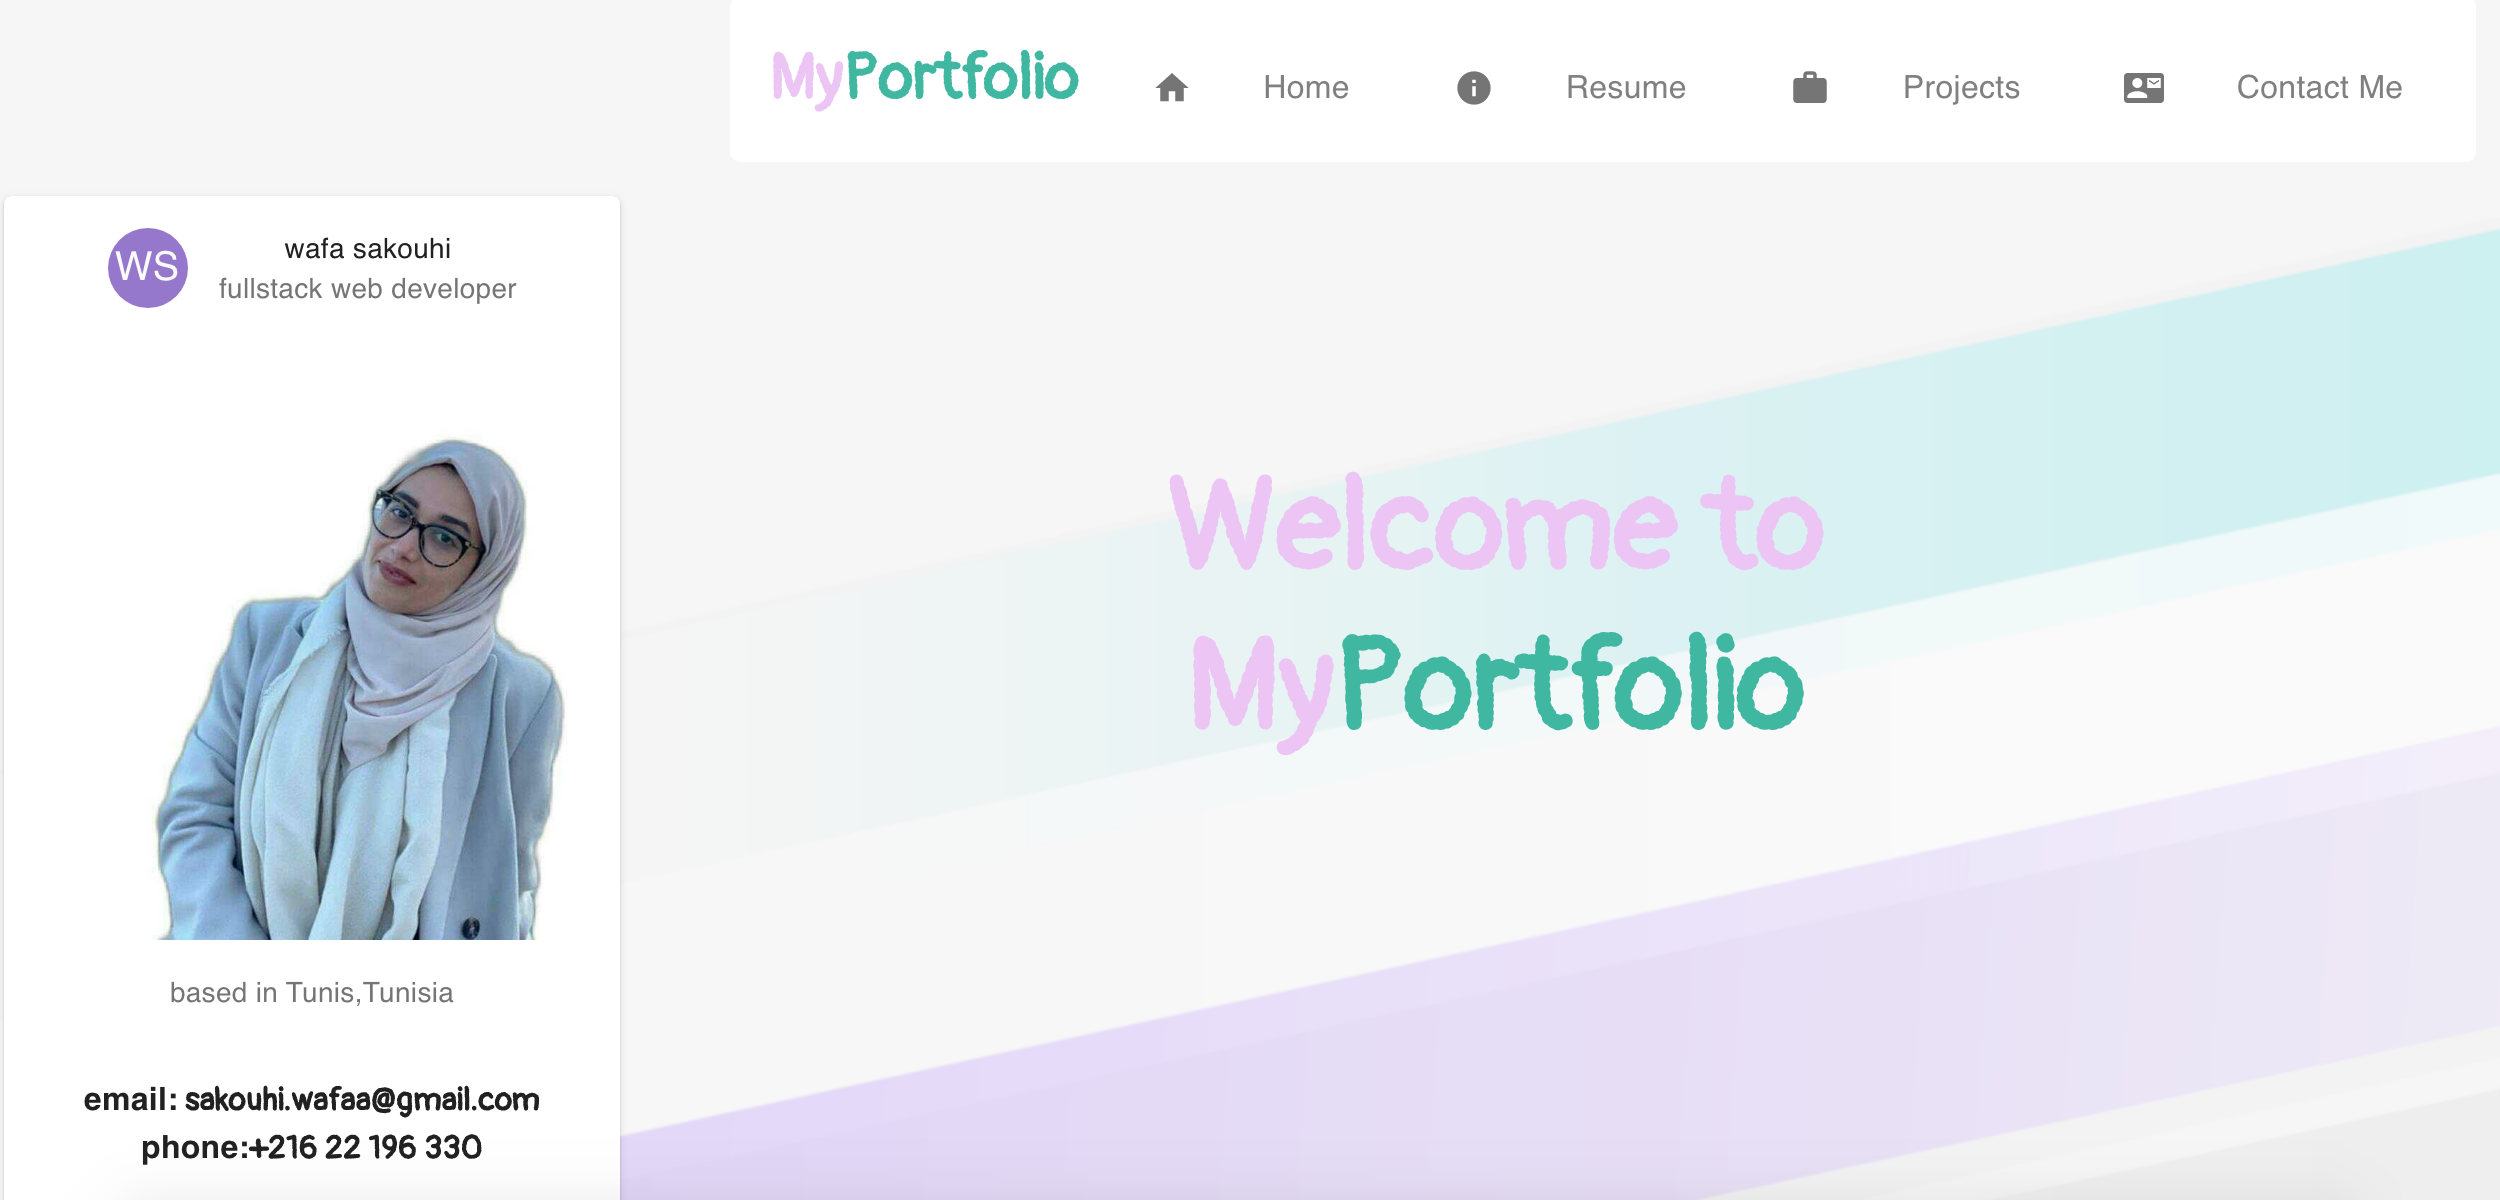 MyPortfolio Home Resume Projects Contact Me
WS
wafa sakouhi
fullstack web developer
Welcome to
MyPortfolio
based in Tunis,Tunisia
email: sakouhi.wafaa@gmail.com
phone:+216 22 196 330